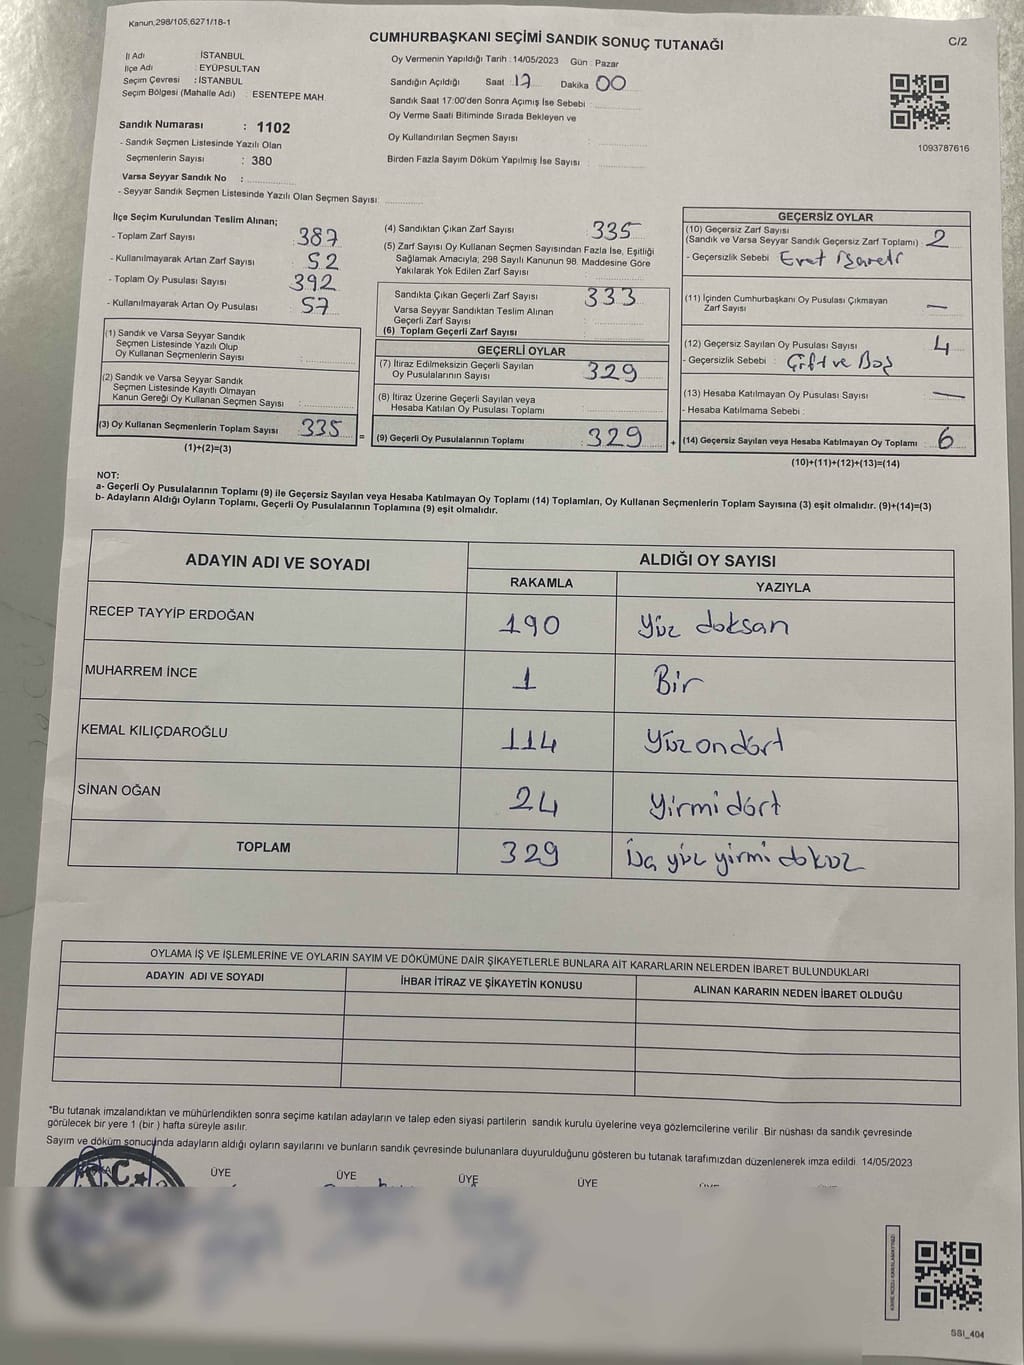 Kanun,298/105,6271/18-1
CUMHURBAŞKANI SEÇİMİ SANDIK SONUÇ TUTANAĞI
C/2
İl Adı : İSTANBUL
İlçe Adı : EYÜPSULTAN
Seçim Çevresi : İSTANBUL
Seçim Bölgesi (Mahalle Adı) : ESENTEPE MAH.
Sandık Numarası : 1102
- Sandık Seçmen Listesinde Yazılı Olan
Seçmenlerin Sayısı : 380
Varsa Seyyar Sandık No :
- Seyyar Sandık Seçmen Listesinde Yazılı Olan Seçmen Sayısı:
Oy Vermenin Yapıldığı Tarih : 14/05/2023 Gün : Pazar
Sandığın Açıldığı Saat : 17 Dakika 00
Sandık Saat 17:00'den Sonra Açımış İse Sebebi :
Oy Verme Saati Bitiminde Sırada Bekleyen ve
Oy Kullandırılan Seçmen Sayısı :
Birden Fazla Sayım Döküm Yapılmış İse Sayısı :
1093787616
İlçe Seçim Kurulundan Teslim Alınan;
- Toplam Zarf Sayısı : 387
- Kullanılmayarak Artan Zarf Sayısı : 52
- Toplam Oy Pusulası Sayısı : 392
- Kullanılmayarak Artan Oy Pusulası : 57
(1) Sandık ve Varsa Seyyar Sandık
Seçmen Listesinde Yazılı Olup
Oy Kullanan Seçmenlerin Sayısı :
(2) Sandık ve Varsa Seyyar Sandık
Seçmen Listesinde Kayıtlı Olmayan
Kanun Gereği Oy Kullanan Seçmen Sayısı :
(3) Oy Kullanan Seçmenlerin Toplam Sayısı : 335
(1)+(2)=(3)
(4) Sandıktan Çıkan Zarf Sayısı : 335
(5) Zarf Sayısı Oy Kullanan Seçmen Sayısından Fazla İse, Eşitliği
Sağlamak Amacıyla, 298 Sayılı Kanunun 98. Maddesine Göre
Yakılarak Yok Edilen Zarf Sayısı :
Sandıkta Çıkan Geçerli Zarf Sayısı : 333
Varsa Seyyar Sandıktan Teslim Alınan
Geçerli Zarf Sayısı :
(6) Toplam Geçerli Zarf Sayısı :
GEÇERLİ OYLAR
(7) İtiraz Edilmeksizin Geçerli Sayılan
Oy Pusulalarının Sayısı : 329
(8) İtiraz Üzerine Geçerli Sayılan veya
Hesaba Katılan Oy Pusulası Toplamı :
= (9) Geçerli Oy Pusulalarının Toplamı : 329
GEÇERSİZ OYLAR
(10) Geçersiz Zarf Sayısı
(Sandık ve Varsa Seyyar Sandık Geçersiz Zarf Toplamı) : 2
- Geçersizlik Sebebi : Evet işareti
(11) İçinden Cumhurbaşkanı Oy Pusulası Çıkmayan
Zarf Sayısı : —
(12) Geçersiz Sayılan Oy Pusulası Sayısı : 4
- Geçersizlik Sebebi : Çift ve Boş
(13) Hesaba Katılmayan Oy Pusulası Sayısı : —
- Hesaba Katılmama Sebebi :
+ (14) Geçersiz Sayılan veya Hesaba Katılmayan Oy Toplamı : 6
(10)+(11)+(12)+(13)=(14)
NOT:
a- Geçerli Oy Pusulalarının Toplamı (9) ile Geçersiz Sayılan veya Hesaba Katılmayan Oy Toplamı (14) Toplamları, Oy Kullanan Seçmenlerin Toplam Sayısına (3) eşit olmalıdır. (9)+(14)=(3)
b- Adayların Aldığı Oyların Toplamı, Geçerli Oy Pusulalarının Toplamına (9) eşit olmalıdır.
ADAYIN ADI VE SOYADI
ALDIĞI OY SAYISI
RAKAMLA YAZIYLA
RECEP TAYYİP ERDOĞAN 190 Yüz doksan
MUHARREM İNCE 1 Bir
KEMAL KILIÇDAROĞLU 114 Yüz on dört
SİNAN OĞAN 24 Yirmi dört
TOPLAM 329 Üç yüz yirmi dokuz
OYLAMA İŞ VE İŞLEMLERİNE VE OYLARIN SAYIM VE DÖKÜMÜNE DAİR ŞİKAYETLERLE BUNLARA AİT KARARLARIN NELERDEN İBARET BULUNDUKLARI
ADAYIN ADI VE SOYADI İHBAR İTİRAZ VE ŞİKAYETİN KONUSU ALINAN KARARIN NEDEN İBARET OLDUĞU
*Bu tutanak imzalandıktan ve mühürlendikten sonra seçime katılan adayların ve talep eden siyasi partilerin sandık kurulu üyelerine veya gözlemcilerine verilir. Bir nüshası da sandık çevresinde
görülecek bir yere 1 (bir ) hafta süreyle asılır.
Sayım ve döküm sonucunda adayların aldığı oyların sayılarını ve bunların sandık çevresinde bulunanlara duyurulduğunu gösteren bu tutanak tarafımızdan düzenlenerek imza edildi. 14/05/2023
ÜYE ÜYE ÜYE ÜYE
SSI_404